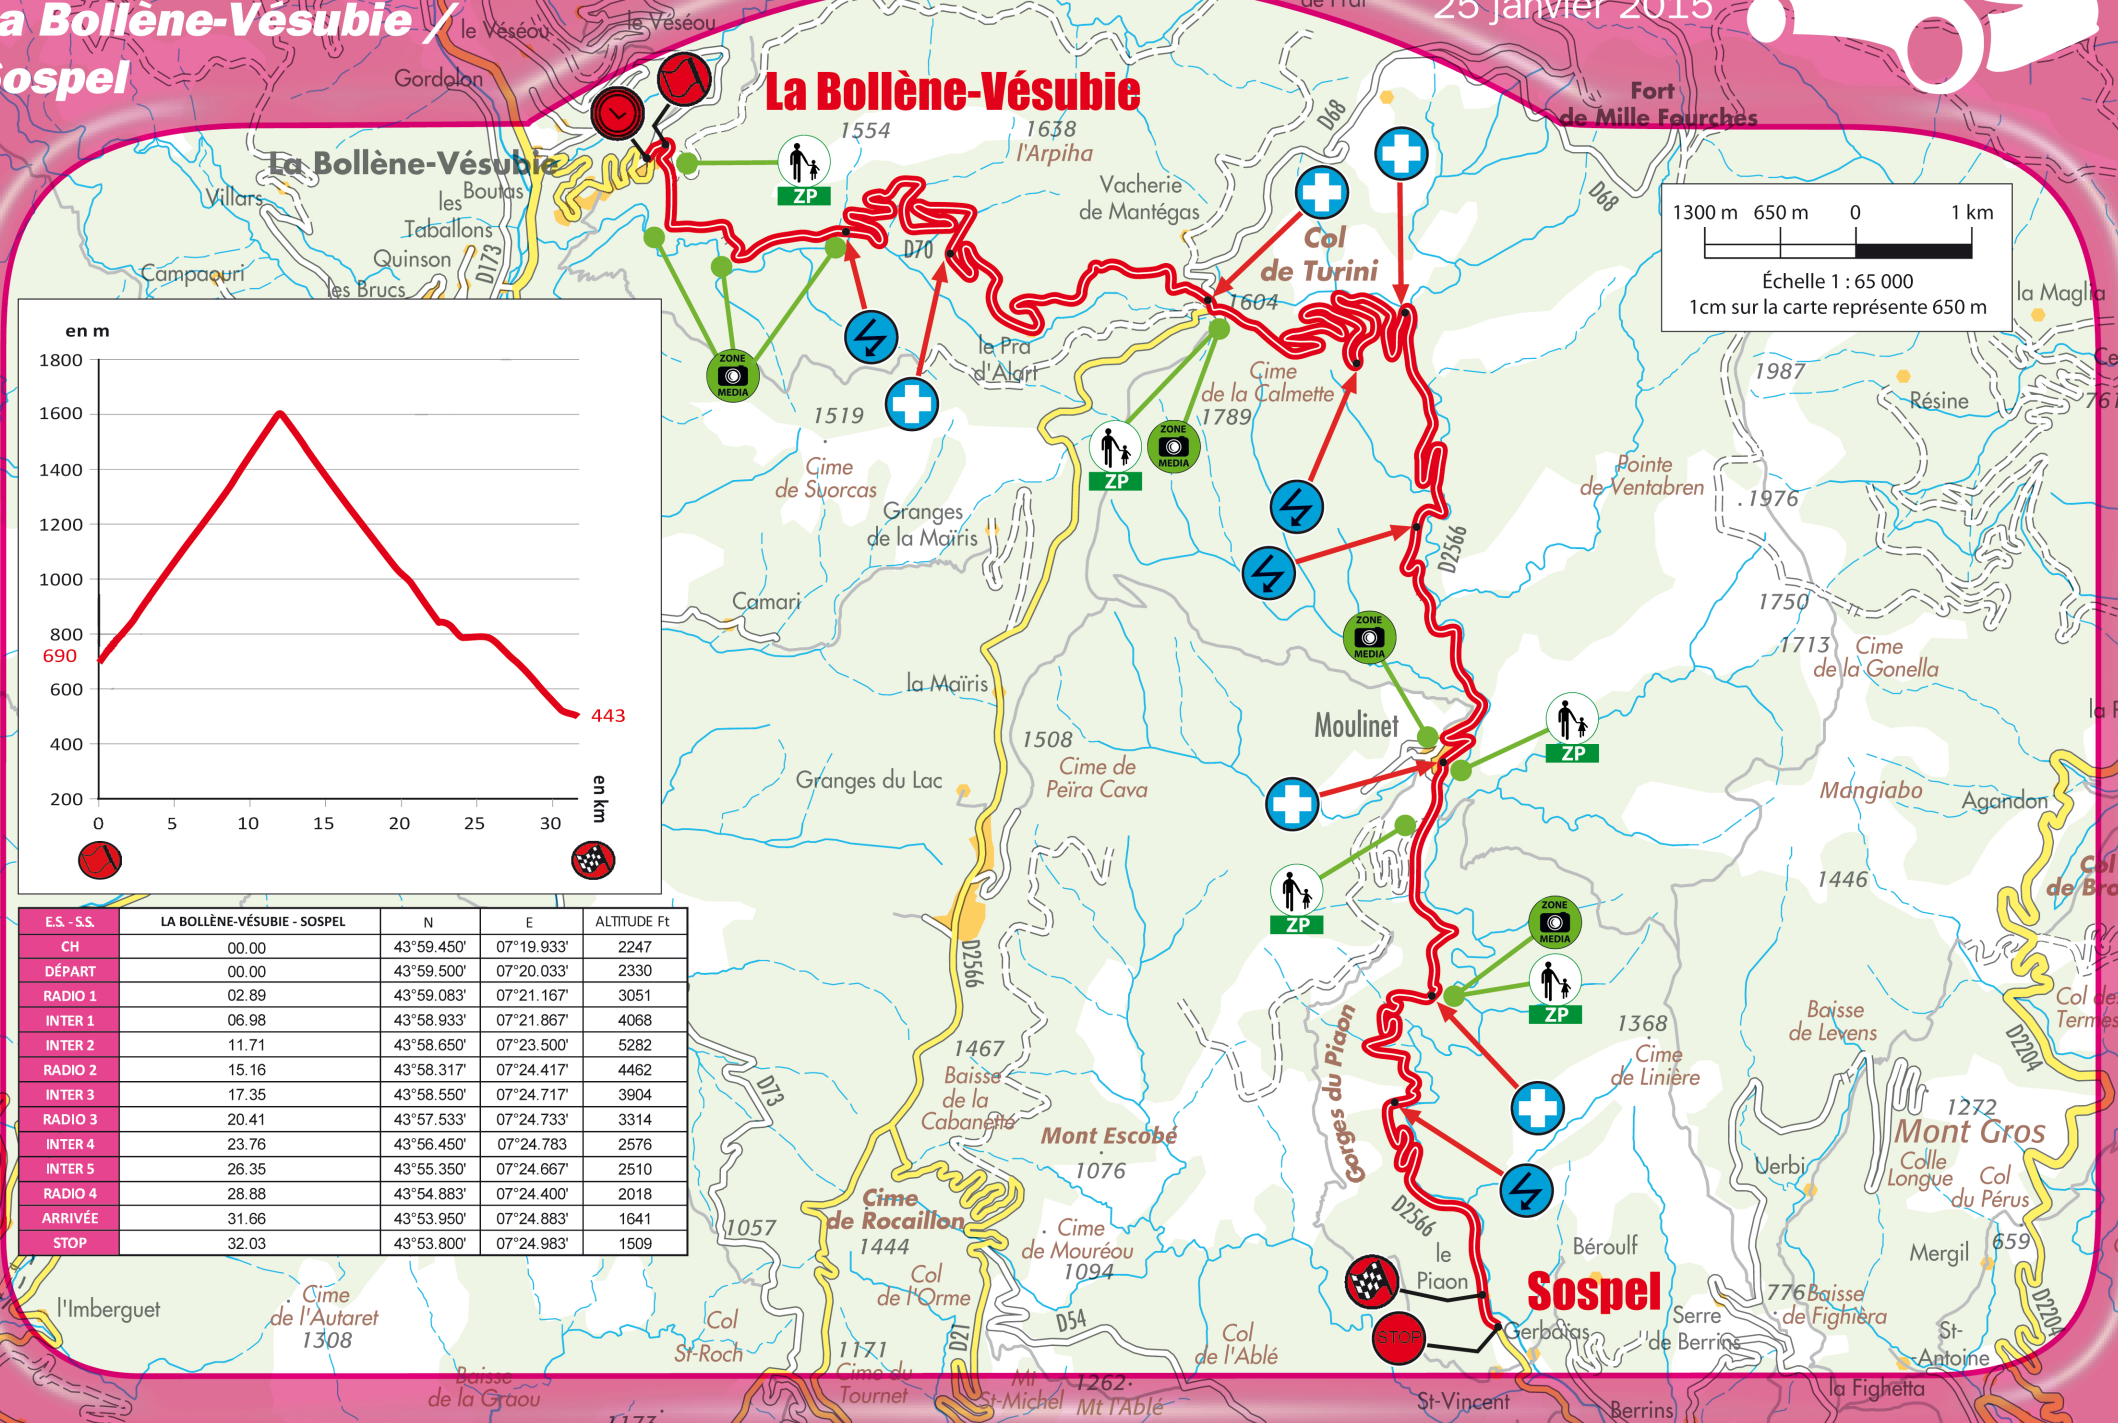 a Bollène-Vésubie /
Sospel
25 janvier 2015
le Véséou
le Véséou
Gordolon
La Bollène-Vésubie
Fort
de Mille Fourches
1554
1638
l'Arpiha
D68
D68
La Bollène-Vésubie
Villars
Boutas
les
Taballons
Quinson
D173
Campaouri
les Brucs
ZP
Vacherie
de Mantégas
Col
de Turini
1604
D70
1300 m
650 m
0
1 km
Échelle 1 : 65 000
1cm sur la carte représente 650 m
la Maglia
en m
1800
1600
1400
1200
1000
800
690
600
400
200
443
en km
0
5
10
15
20
25
30
ZONE
MEDIA
le Pra
d'Alart
1519
Cime
de Suorcas
Granges
de la Maïris
Camari
Cime
de la Calmette
1789
ZP
ZONE
MEDIA
1987
Résine
761
Pointe
de Ventabren
1976
D2566
1750
1713
Cime
de la Gonella
ZONE
MEDIA
la Maïris
Moulinet
ZP
1508
Cime de
Peïra Cava
Granges du Lac
Mangiabo
Agandon
1446
Col
de Bro
ZP
ZONE
MEDIA
ZP
D2566
Gorges du Piaon
1368
Cime
de Linière
Baisse
de Levens
Col de
Termes
D2204
1467
Baisse
de la
Cabanette
D73
Mont Escobé
1076
1272
Mont Gros
Colle
Longue
Col
du Pérus
Uerbi
Cime
de Rocaillon
1444
1057
Cime
de Mouréou
1094
Col
de l'Orme
D2566
le
Piaon
Béroulf
Mergil
659
Sospel
776
Baisse
de Fighièra
Serre
de Berrins
Gerbaïas
STOP
St-
-Antoine
D2204
E.S. - S.S. LA BOLLÈNE-VÉSUBIE - SOSPEL N E ALTITUDE Ft
CH 00.00 43°59.450' 07°19.933' 2247
DÉPART 00.00 43°59.500' 07°20.033' 2330
RADIO 1 02.89 43°59.083' 07°21.167' 3051
INTER 1 06.98 43°58.933' 07°21.867' 4068
INTER 2 11.71 43°58.650' 07°23.500' 5282
RADIO 2 15.16 43°58.317' 07°24.417' 4462
INTER 3 17.35 43°58.550' 07°24.717' 3904
RADIO 3 20.41 43°57.533' 07°24.733' 3314
INTER 4 23.76 43°56.450' 07°24.783 2576
INTER 5 26.35 43°55.350' 07°24.667' 2510
RADIO 4 28.88 43°54.883' 07°24.400' 2018
ARRIVÉE 31.66 43°53.950' 07°24.883' 1641
STOP 32.03 43°53.800' 07°24.983' 1509
l'Imberguet
Cime
de l'Autaret
1308
Col
St-Roch
D54
D21
Col
de l'Ablé
1171
Cime du
Tournet
Baisse
de la Graou
Mt
St-Michel
1262
Mt l'Ablé
1173
St-Vincent
Berrins
la Fighetta